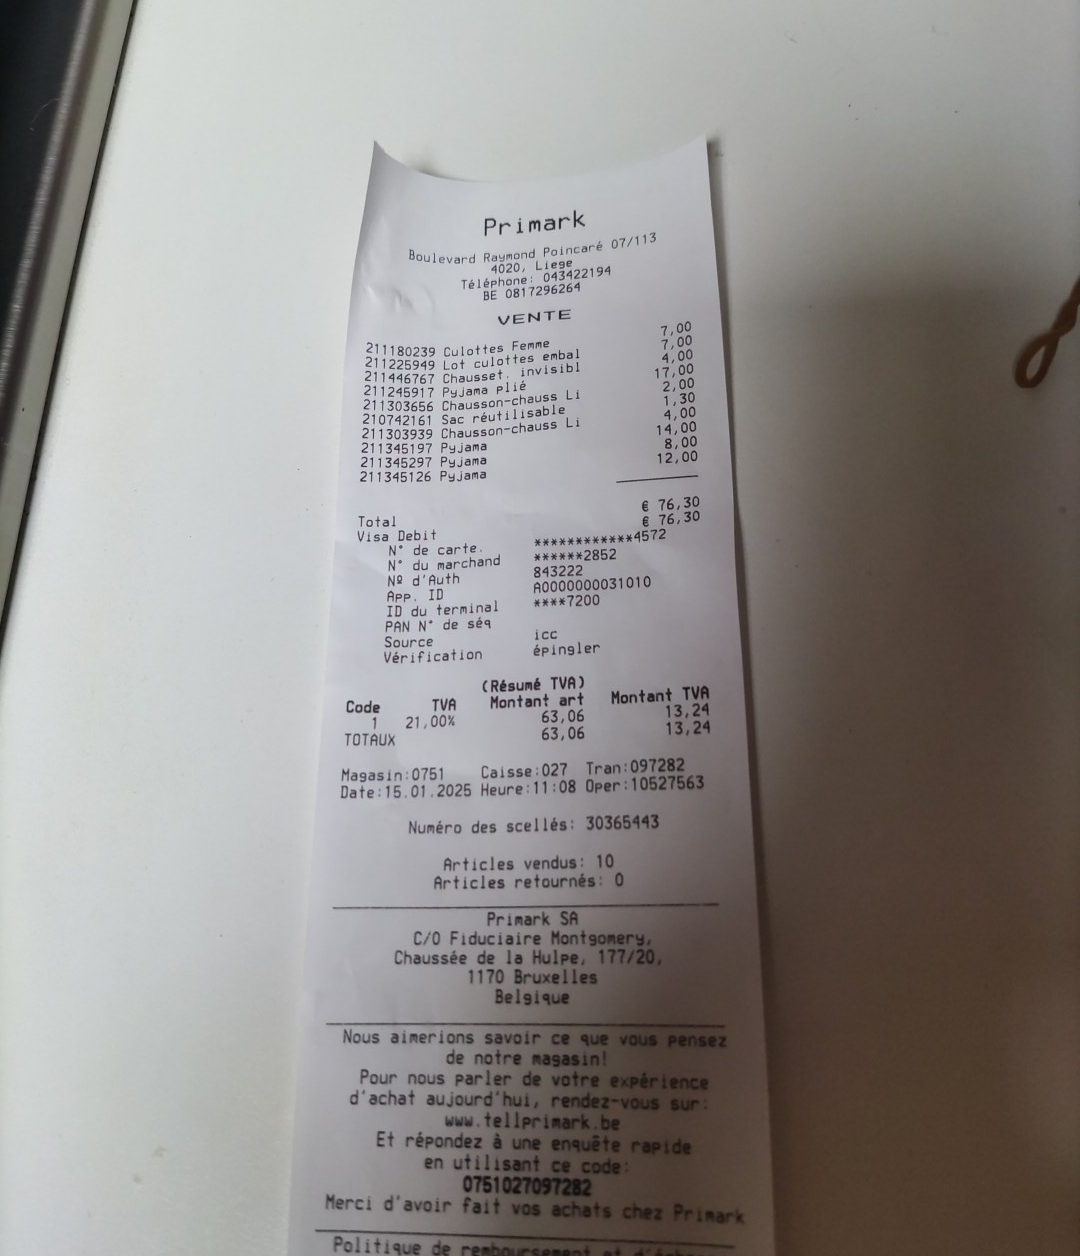 Primark
Boulevard Raymond Poincaré 07/113
4020, Liege
Téléphone: 043422194
BE 0817296264
VENTE
211180239 Culottes Femme 7,00
211225949 Lot culottes embal 7,00
211446767 Chausset. invisibl 4,00
211245917 Pyjama plié 17,00
211303656 Chausson-chauss Li 2,00
210742161 Sac réutilisable 1,30
211303939 Chausson-chauss Li 4,00
211345197 Pyjama 14,00
211345297 Pyjama 8,00
211345126 Pyjama 12,00
Total € 76,30
Visa Debit € 76,30
N° de carte. ************4572
N° du marchand ******2852
Nº d'Auth 843222
App. ID A0000000031010
ID du terminal ****7200
PAN N° de séq
Source icc
Vérification épingler
(Résumé TVA)
Code TVA Montant art Montant TVA
1 21,00% 63,06 13,24
TOTAUX 63,06 13,24
Magasin:0751 Caisse:027 Tran:097282
Date:15.01.2025 Heure:11:08 Oper:10527563
Numéro des scellés: 30365443
Articles vendus: 10
Articles retournés: 0
Primark SA
C/O Fiduciaire Montgomery,
Chaussée de la Hulpe, 177/20,
1170 Bruxelles
Belgique
Nous aimerions savoir ce que vous pensez
de notre magasin!
Pour nous parler de votre expérience
d'achat aujourd'hui, rendez-vous sur:
www.tellprimark.be
Et répondez à une enquête rapide
en utilisant ce code:
0751027097282
Merci d'avoir fait vos achats chez Primark
Politique de remboursement et